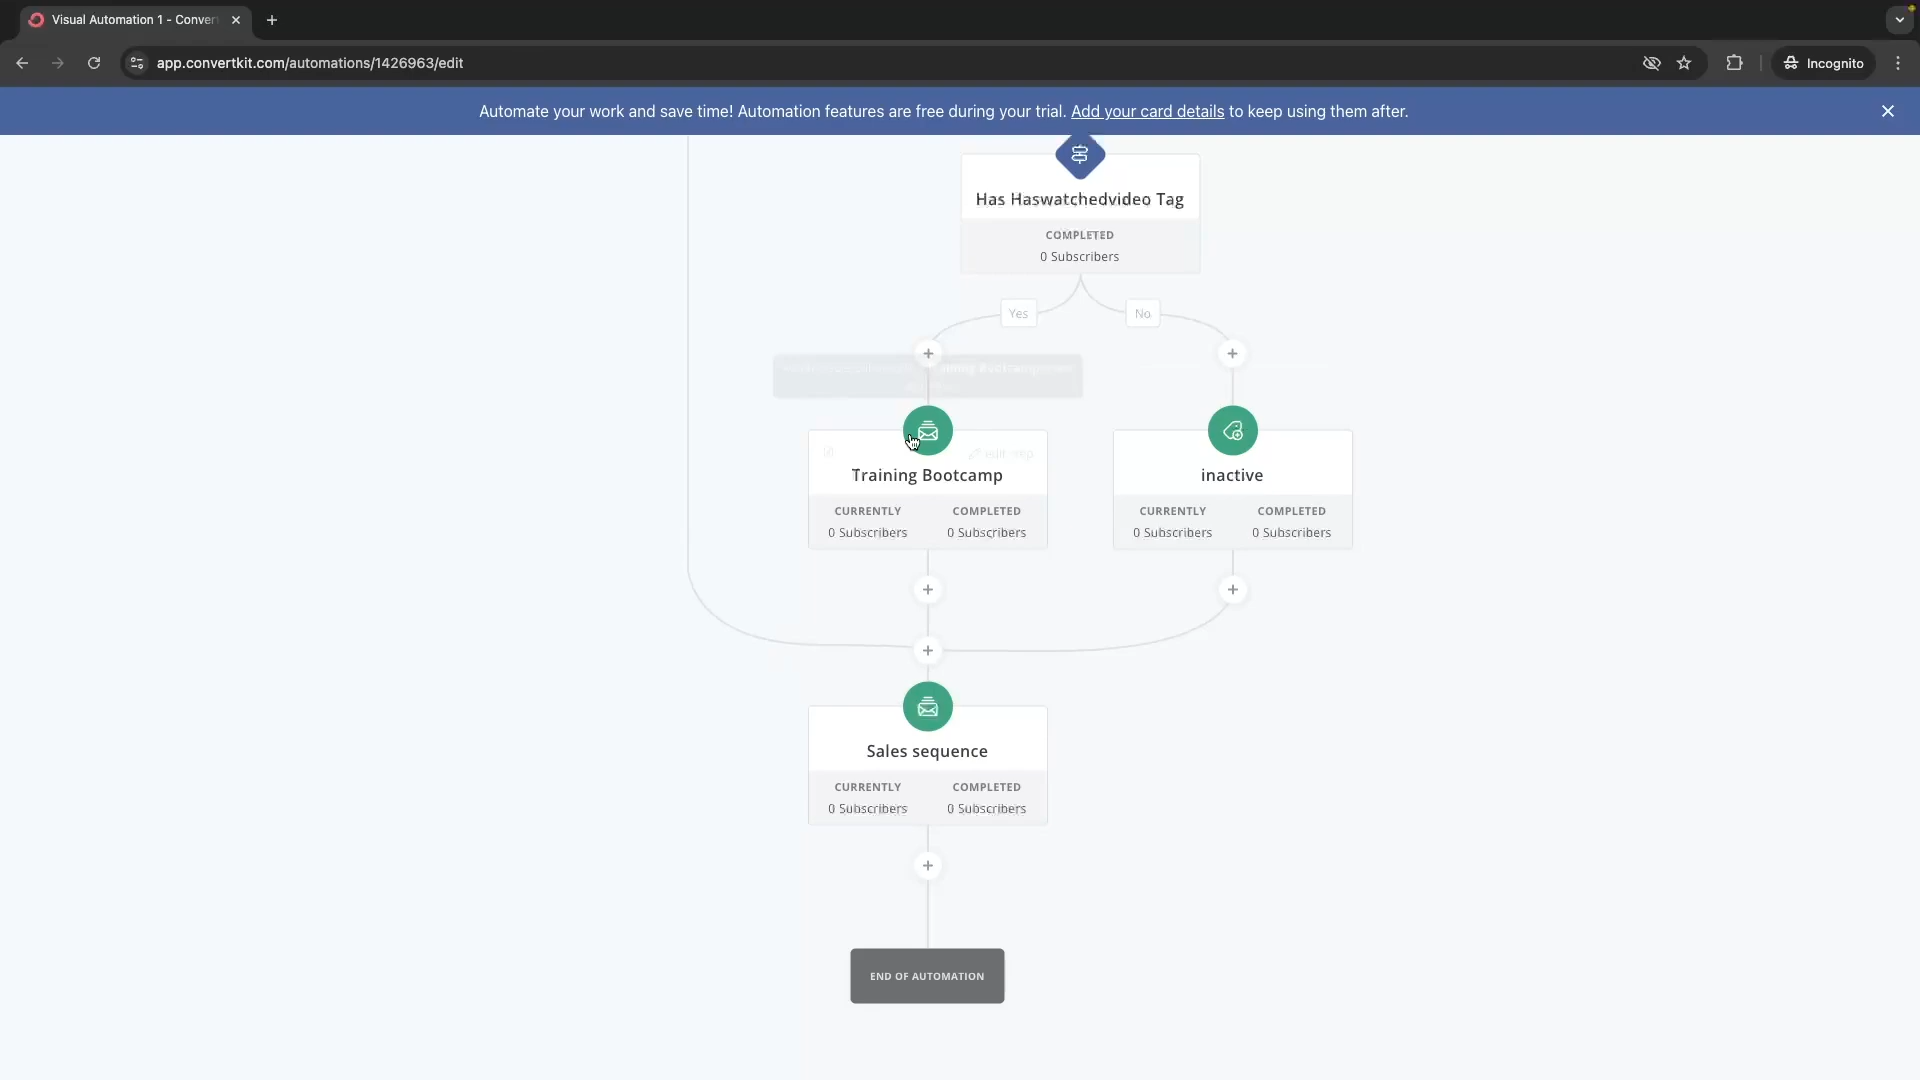 Visual Automation 1 - Conver
app.convertkit.com/automations/1426963/edit
Incognito
Automate your work and save time! Automation features are free during your trial. Add your card details to keep using them after.
Has Haswatchedvideo Tag
COMPLETED
0 Subscribers
Yes
No
edit step
Training Bootcamp
inactive
CURRENTLY
COMPLETED
CURRENTLY
COMPLETED
0 Subscribers
0 Subscribers
0 Subscribers
0 Subscribers
Sales sequence
CURRENTLY
COMPLETED
0 Subscribers
0 Subscribers
END OF AUTOMATION